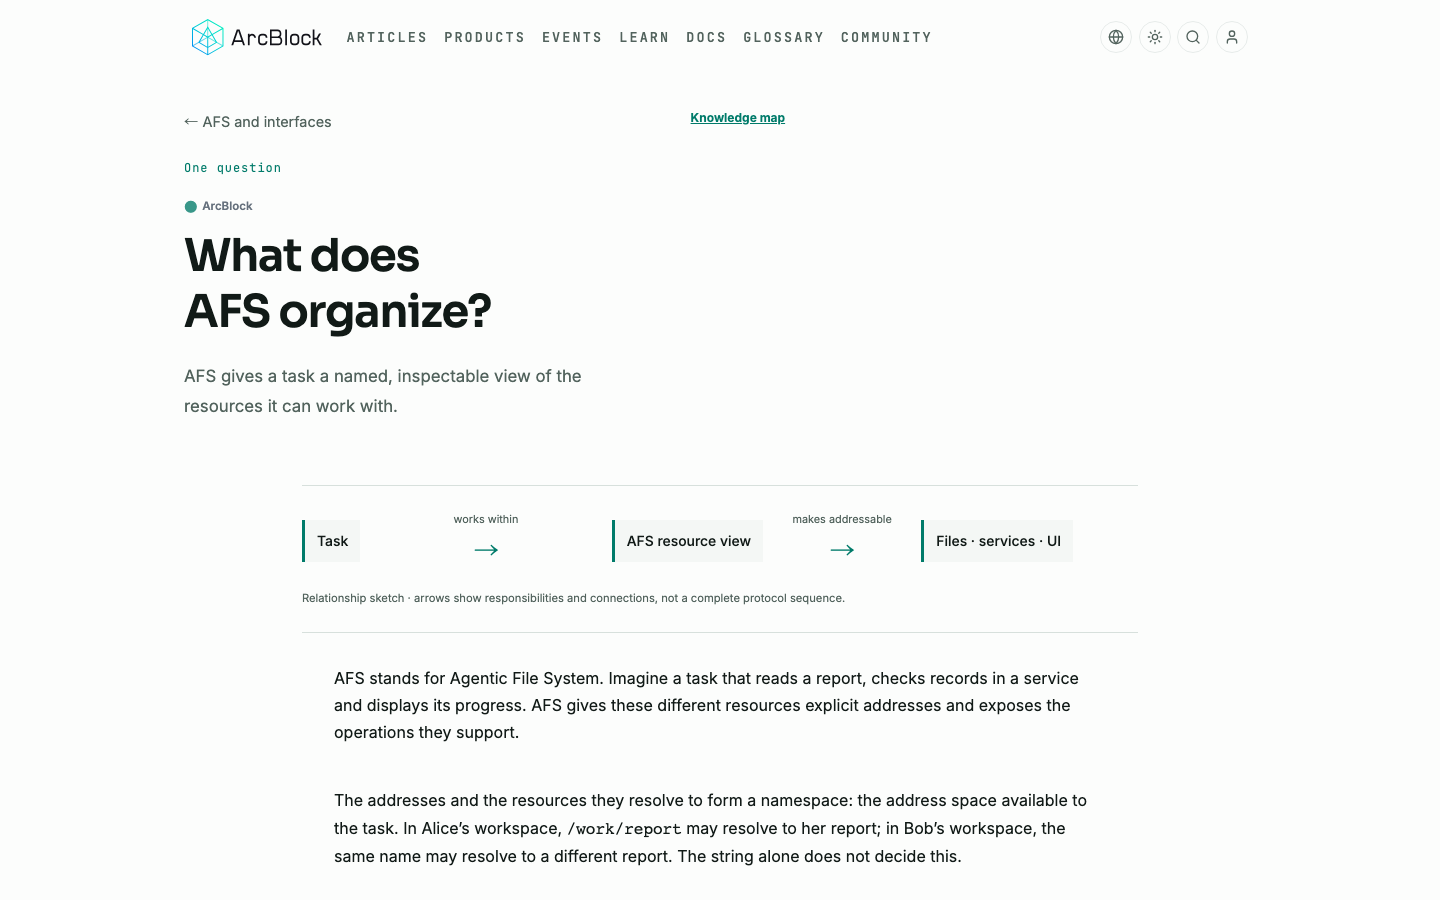 ArcBlock ARTICLES PRODUCTS EVENTS LEARN DOCS GLOSSARY COMMUNITY
← AFS and interfaces
Knowledge map
One question
ArcBlock
What does
AFS organize?
AFS gives a task a named, inspectable view of the
resources it can work with.
Task
works within
→
AFS resource view
makes addressable
→
Files · services · UI
Relationship sketch · arrows show responsibilities and connections, not a complete protocol sequence.
AFS stands for Agentic File System. Imagine a task that reads a report, checks records in a service
and displays its progress. AFS gives these different resources explicit addresses and exposes the
operations they support.
The addresses and the resources they resolve to form a namespace: the address space available to
the task. In Alice’s workspace, /work/report may resolve to her report; in Bob’s workspace, the
same name may resolve to a different report. The string alone does not decide this.